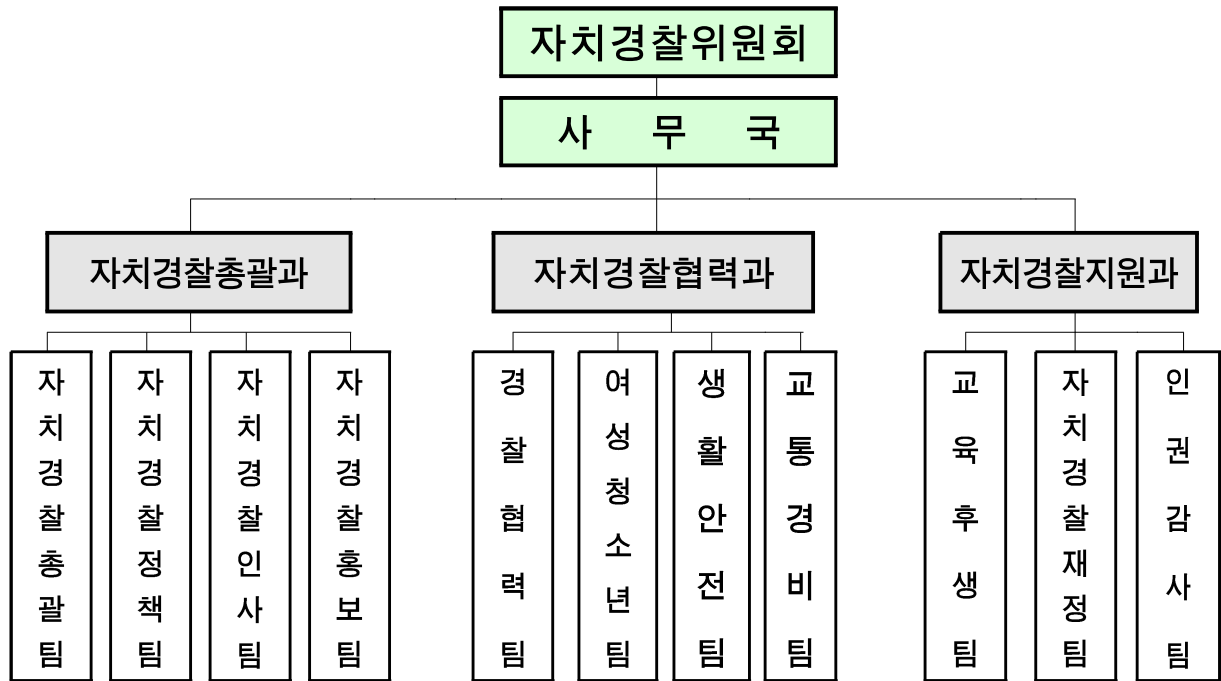 자치경찰위원회
사 무 국
자치경찰총괄과
자치경찰협력과
자치경찰지원과
자치경찰총괄팀
자치경찰정책팀
자치경찰인사팀
자치경찰홍보팀
경찰협력팀
여성청소년팀
생활안전팀
교통경비팀
교육후생팀
자치경찰재정팀
인권감사팀